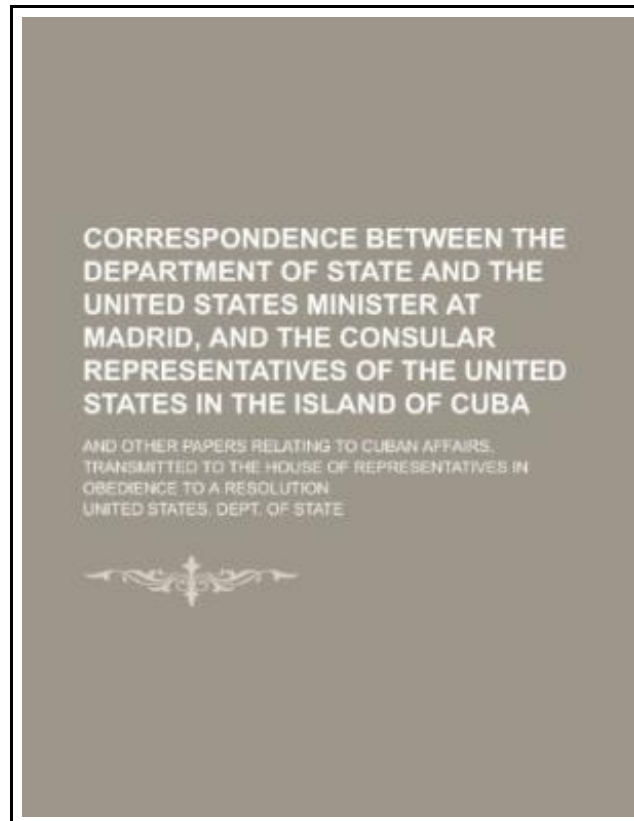 CORRESPONDENCE BETWEEN THE
DEPARTMENT OF STATE AND THE
UNITED STATES MINISTER AT
MADRID, AND THE CONSULAR
REPRESENTATIVES OF THE UNITED
STATES IN THE ISLAND OF CUBA
AND OTHER PAPERS RELATING TO CUBAN AFFAIRS,
TRANSMITTED TO THE HOUSE OF REPRESENTATIVES IN
OBEDIENCE TO A RESOLUTION
UNITED STATES. DEPT. OF STATE